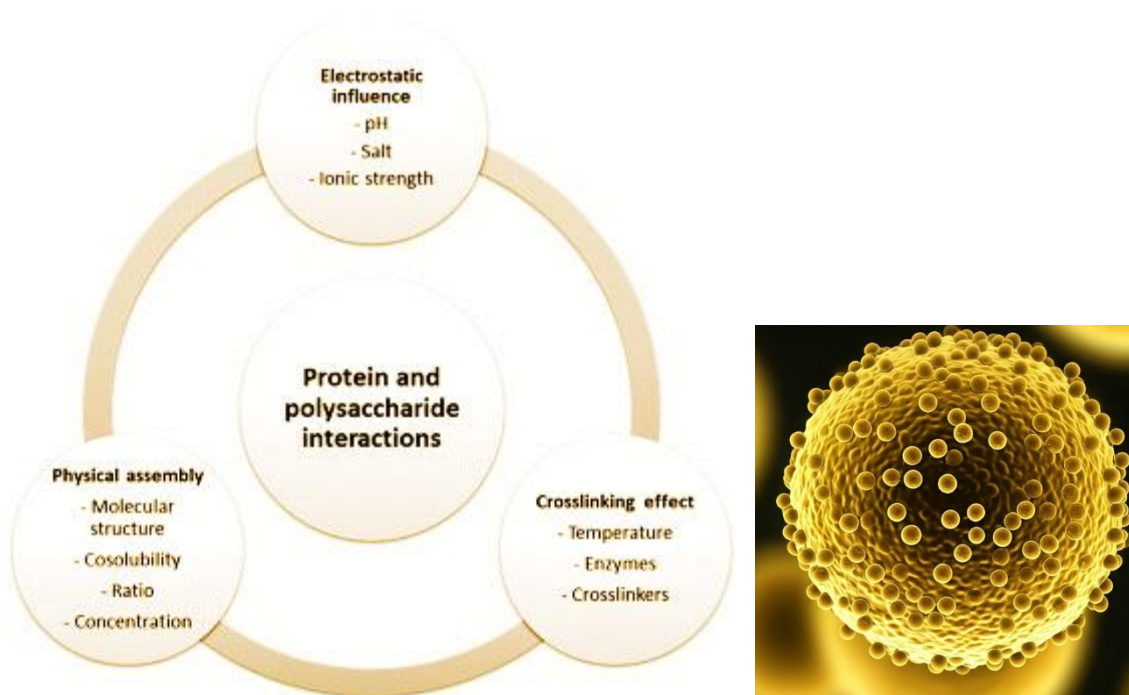 Electrostatic
influence
- pH
- Salt
- Ionic strength
Protein and
polysaccharide
interactions
Physical assembly
- Molecular
structure
- Cosolubility
- Ratio
- Concentration
Crosslinking effect
- Temperature
- Enzymes
- Crosslinkers